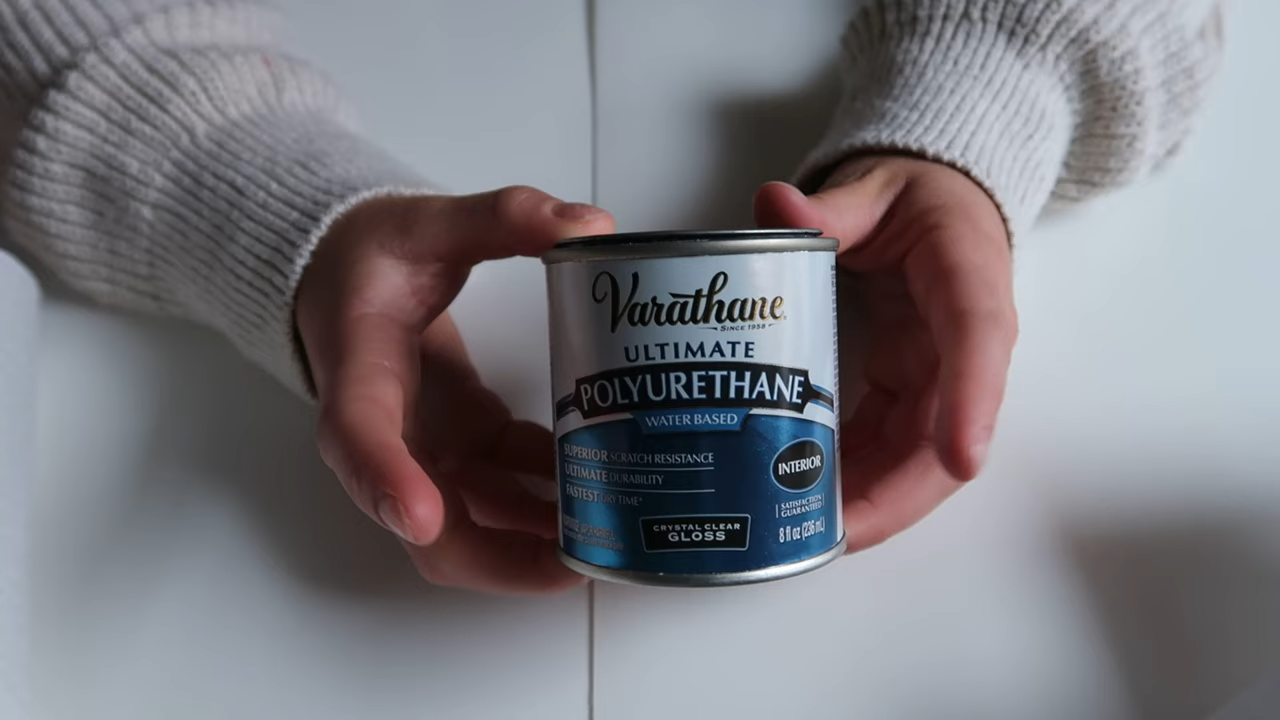 Varathane
SINCE 1958
ULTIMATE
POLYURETHANE
WATER BASED
SUPERIOR SCRATCH RESISTANCE
ULTIMATE DURABILITY
FASTEST DRY TIME*
INTERIOR
SATISFACTION
GUARANTEED
CRYSTAL CLEAR
GLOSS
8 fl oz (236 mL)